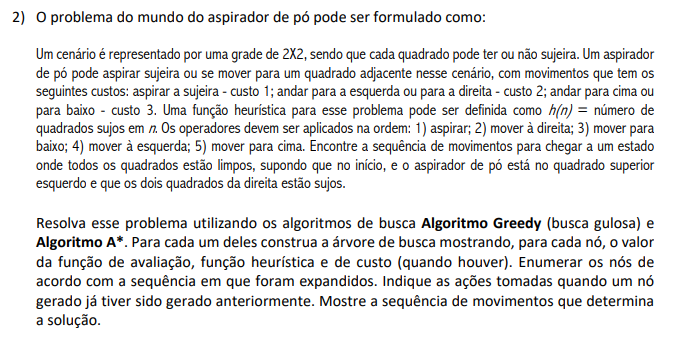 2) O problema do mundo do aspirador de pó pode ser formulado como:
Um cenário é representado por uma grade de 2X2, sendo que cada quadrado pode ter ou não sujeira. Um aspirador
de pó pode aspirar sujeira ou se mover para um quadrado adjacente nesse cenário, com movimentos que tem os
seguintes custos: aspirar a sujeira - custo 1; andar para a esquerda ou para a direita - custo 2; andar para cima ou
para baixo - custo 3. Uma função heurística para esse problema pode ser definida como h(n) = número de
quadrados sujos em n. Os operadores devem ser aplicados na ordem: 1) aspirar; 2) mover à direita; 3) mover para
baixo; 4) mover à esquerda; 5) mover para cima. Encontre a sequência de movimentos para chegar a um estado
onde todos os quadrados estão limpos, supondo que no início, e o aspirador de pó está no quadrado superior
esquerdo e que os dois quadrados da direita estão sujos.
Resolva esse problema utilizando os algoritmos de busca Algoritmo Greedy (busca gulosa) e
Algoritmo A*. Para cada um deles construa a árvore de busca mostrando, para cada nó, o valor
da função de avaliação, função heurística e de custo (quando houver). Enumerar os nós de
acordo com a sequência em que foram expandidos. Indique as ações tomadas quando um nó
gerado já tiver sido gerado anteriormente. Mostre a sequência de movimentos que determina
a solução.